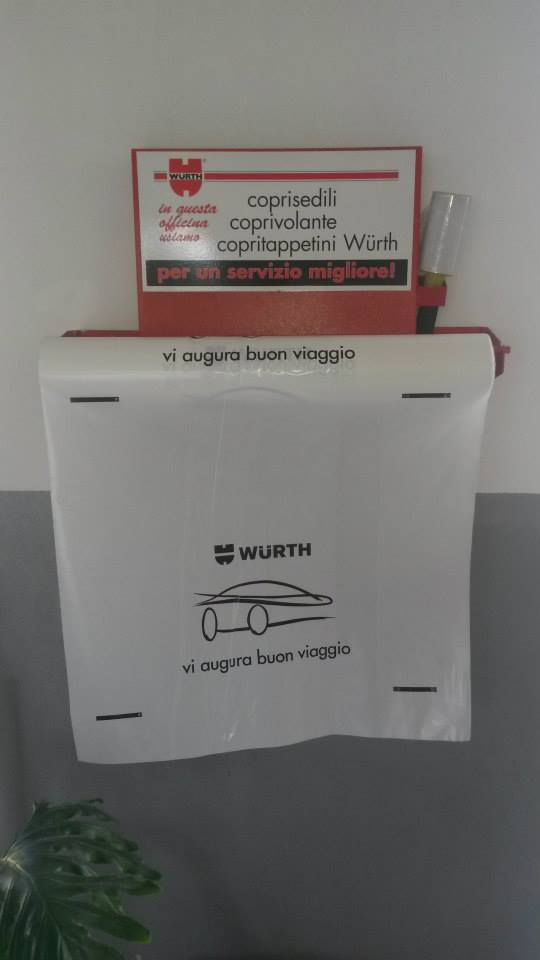 WURTH
in questa
officina
usiamo
coprisedili
coprivolante
copritappetini Würth
per un servizio migliore!
vi augura buon viaggio
WÜRTH
vi augura buon viaggio